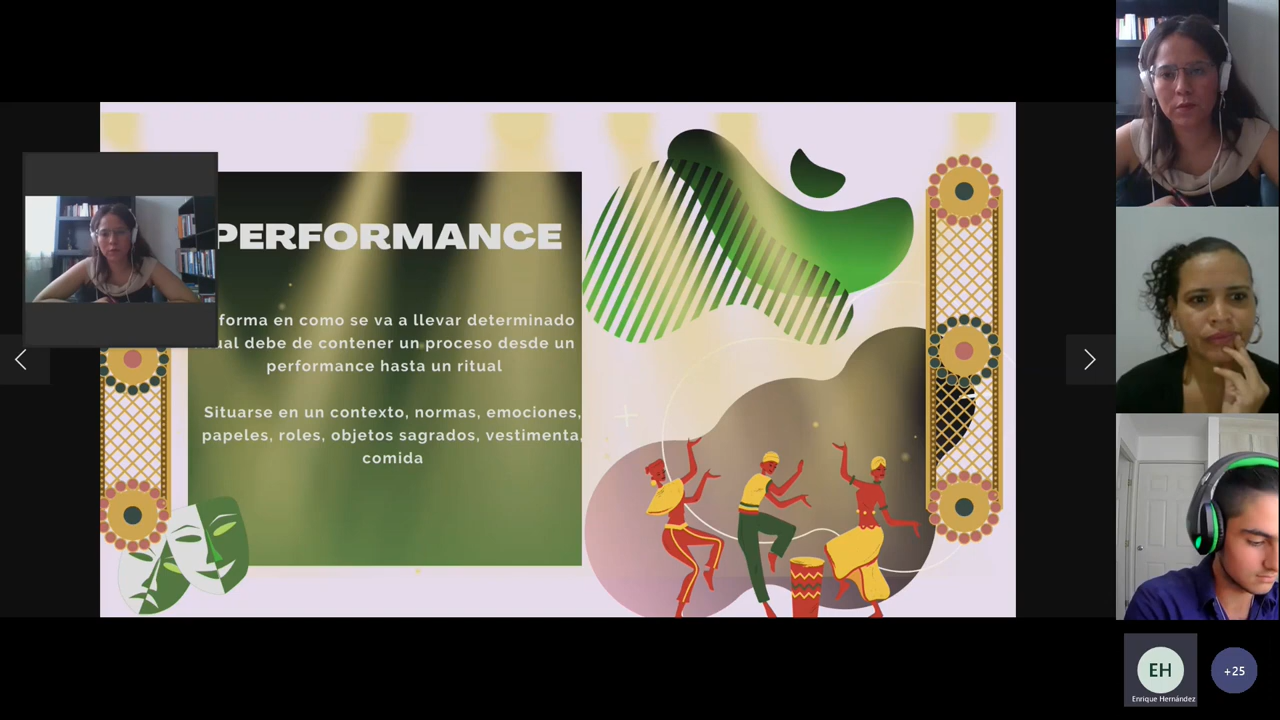 PERFORMANCE
forma en como se va a llevar determinado
debe de contener un proceso desde un
performance hasta un ritual
Situarse en un contexto, normas, emociones,
papeles, roles, objetos sagrados, vestimenta,
comida
EH
+25
Enrique Hernández